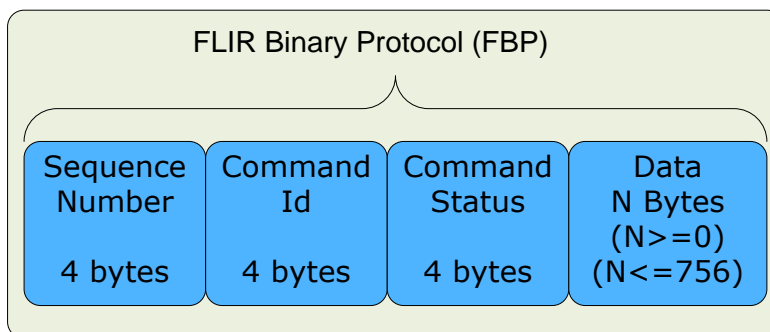 FLIR Binary Protocol (FBP)
Sequence
Number
4 bytes
Command
Id
4 bytes
Command
Status
4 bytes
Data
N Bytes
(N>=0)
(N<=756)